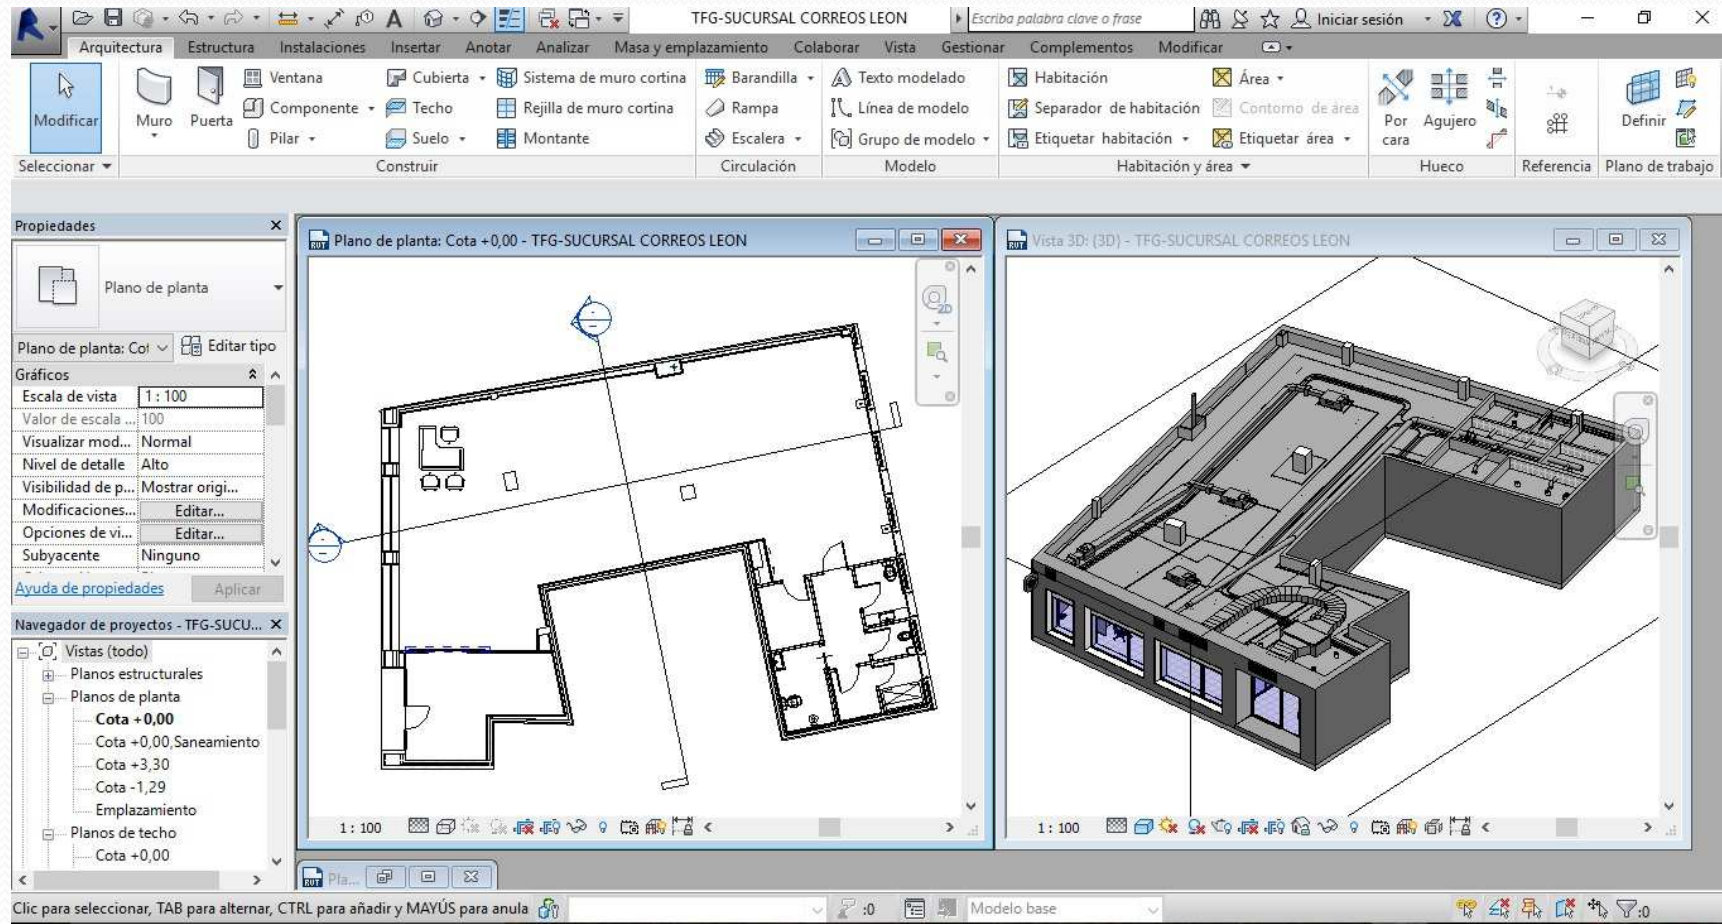 TFG-SUCURSAL CORREOS LEON
Escriba palabra clave o frase
Iniciar sesión
Arquitectura Estructura Instalaciones Insertar Anotar Analizar Masa y emplazamiento Colaborar Vista Gestionar Complementos Modificar
Ventana Cubierta Sistema de muro cortina Barandilla Texto modelado Habitación Área
Componente Techo Rejilla de muro cortina Rampa Línea de modelo Separador de habitación Contorno de área
Modificar Muro Puerta Por cara Agujero Definir
Pilar Suelo Montante Escalera Grupo de modelo Etiquetar habitación Etiquetar área
Seleccionar Construir Circulación Modelo Habitación y área Hueco Referencia Plano de trabajo
Propiedades
Plano de planta
Plano de planta: Cot Editar tipo
Gráficos
Escala de vista 1 : 100
Valor de escala ... 100
Visualizar mod... Normal
Nivel de detalle Alto
Visibilidad de p... Mostrar origi...
Modificaciones... Editar...
Opciones de vi... Editar...
Subyacente Ninguno
Ayuda de propiedades Aplicar
Navegador de proyectos - TFG-SUCU...
Vistas (todo)
Planos estructurales
Planos de planta
Cota +0,00
Cota +0,00,Saneamiento
Cota +3,30
Cota -1,29
Emplazamiento
Planos de techo
Cota +0,00
RVT Plano de planta: Cota +0,00 - TFG-SUCURSAL CORREOS LEON
2D
1 : 100
RVT Vista 3D: {3D} - TFG-SUCURSAL CORREOS LEON
1 : 100
RVT Pla...
Clic para seleccionar, TAB para alternar, CTRL para añadir y MAYÚS para anula
:0
Modelo base
:0